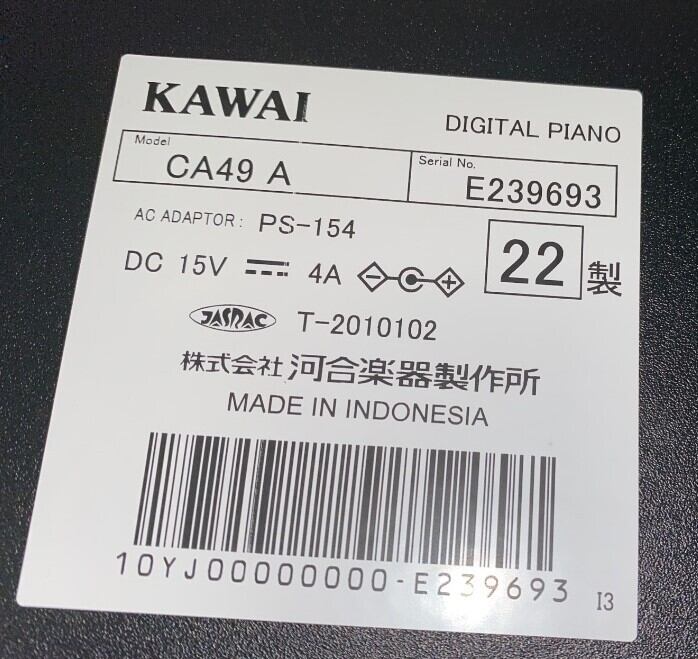 KAWAI
DIGITAL PIANO
Model
CA49 A
Serial No.
E239693
AC ADAPTOR: PS-154
DC 15V 4A
22 製
JASRAC T-2010102
株式会社 河合楽器製作所
MADE IN INDONESIA
10YJ00000000-E239693
I3